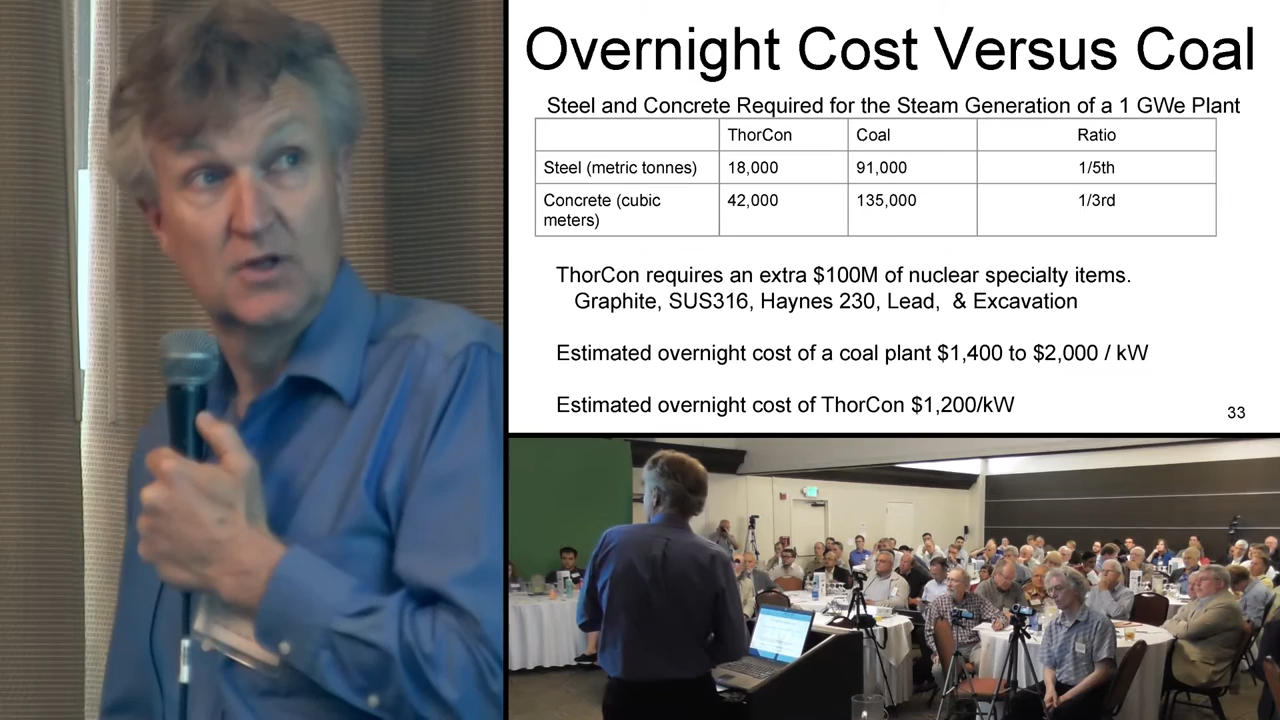 Overnight Cost Versus Coal
Steel and Concrete Required for the Steam Generation of a 1 GWe Plant
ThorCon Coal Ratio
Steel (metric tonnes) 18,000 91,000 1/5th
Concrete (cubic meters) 42,000 135,000 1/3rd
ThorCon requires an extra $100M of nuclear specialty items.
Graphite, SUS316, Haynes 230, Lead,  & Excavation
Estimated overnight cost of a coal plant $1,400 to $2,000 / kW
Estimated overnight cost of ThorCon $1,200/kW
33